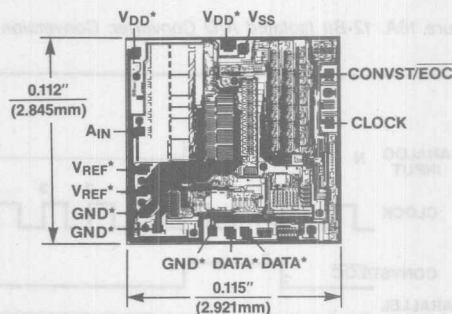 VDD*
VDD*
VSS
0.112"
(2.845mm)
CONVST/EOC
AIN
CLOCK
VREF*
VREF*
GND*
GND*
GND* DATA* DATA*
0.115"
(2.921mm)